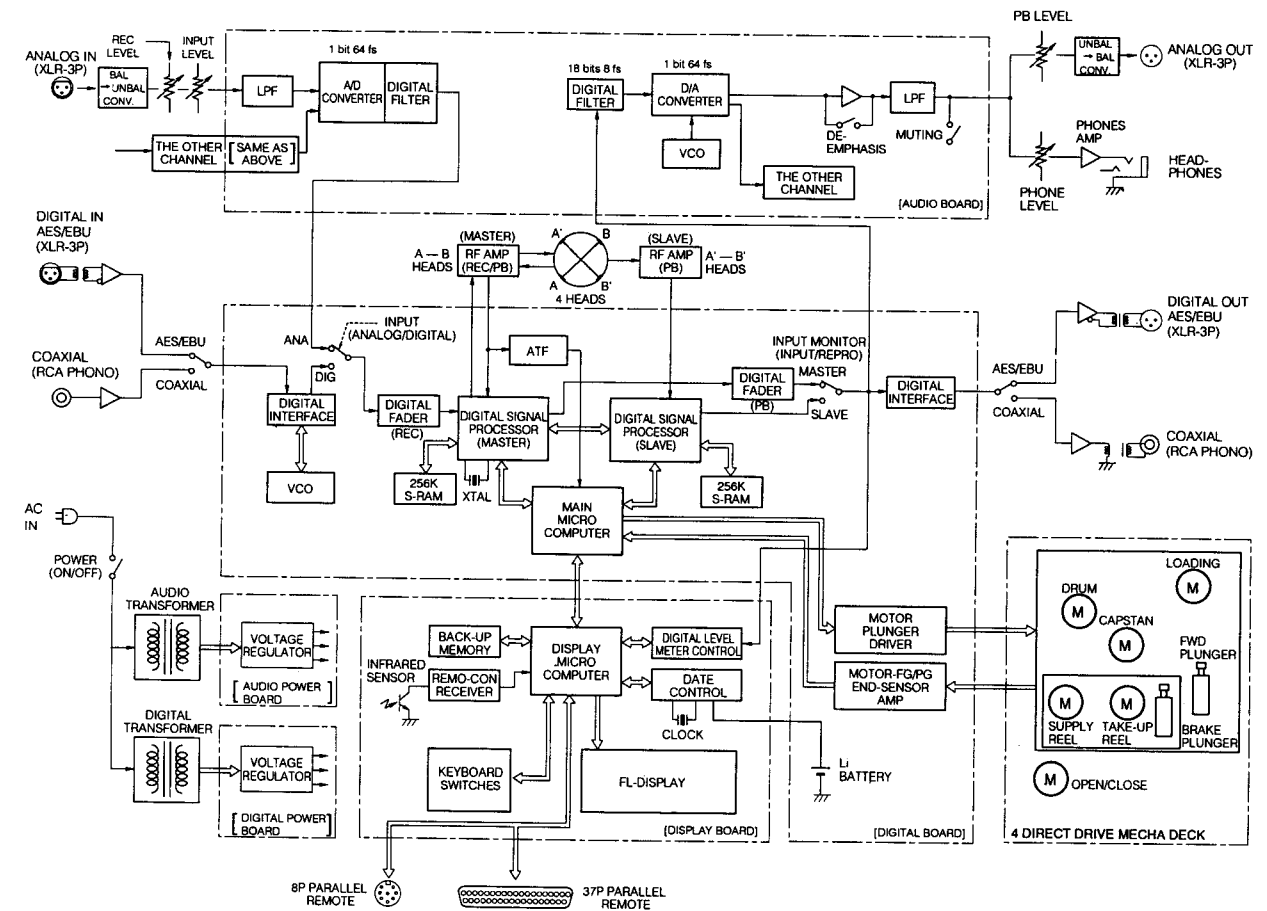 PB LEVEL
REC
LEVEL
INPUT
LEVEL
1 bit 64 fs
ANALOG IN
(XLR-3P)
BAL
→UNBAL
CONV.
LPF
A/D
CONVERTER
DIGITAL
FILTER
18 bits 8 fs
DIGITAL
FILTER
1 bit 64 fs
D/A
CONVERTER
LPF
UNBAL
→ BAL
CONV.
ANALOG OUT
(XLR-3P)
THE OTHER
CHANNEL
[SAME AS
ABOVE]
VCO
DE-
EMPHASIS
MUTING
THE OTHER
CHANNEL
PHONES
AMP
HEAD-
PHONES
PHONE
LEVEL
[AUDIO BOARD]
DIGITAL IN
AES/EBU
(XLR-3P)
(MASTER)
A — B
HEADS
RF AMP
(REC/PB)
A' B
A B'
4 HEADS
(SLAVE)
RF AMP
(PB)
A' — B'
HEADS
COAXIAL
(RCA PHONO)
AES/EBU
COAXIAL
ANA
DIG
INPUT
(ANALOG/DIGITAL)
ATF
INPUT MONITOR
(INPUT/REPRO)
MASTER
SLAVE
DIGITAL
INTERFACE
DIGITAL
FADER
(REC)
DIGITAL SIGNAL
PROCESSOR
(MASTER)
DIGITAL SIGNAL
PROCESSOR
(SLAVE)
DIGITAL
FADER
(PB)
DIGITAL
INTERFACE
AES/EBU
COAXIAL
DIGITAL OUT
AES/EBU
(XLR-3P)
COAXIAL
(RCA PHONO)
VCO
256K
S-RAM
XTAL
256K
S-RAM
MAIN
MICRO
COMPUTER
AC
IN
POWER
(ON/OFF)
AUDIO
TRANSFORMER
VOLTAGE
REGULATOR
[AUDIO POWER
BOARD]
DIGITAL
TRANSFORMER
VOLTAGE
REGULATOR
[DIGITAL POWER
BOARD]
BACK-UP
MEMORY
INFRARED
SENSOR
REMO-CON
RECEIVER
DISPLAY
MICRO
COMPUTER
DIGITAL LEVEL
METER CONTROL
DATE
CONTROL
CLOCK
KEYBOARD
SWITCHES
FL-DISPLAY
Li
BATTERY
[DISPLAY BOARD]
[DIGITAL BOARD]
MOTOR
PLUNGER
DRIVER
MOTOR-FG/PG
END-SENSOR
AMP
LOADING
M
DRUM
M
CAPSTAN
M
FWD
PLUNGER
M
SUPPLY
REEL
M
TAKE-UP
REEL
BRAKE
PLUNGER
M
OPEN/CLOSE
4 DIRECT DRIVE MECHA DECK
8P PARALLEL
REMOTE
37P PARALLEL
REMOTE